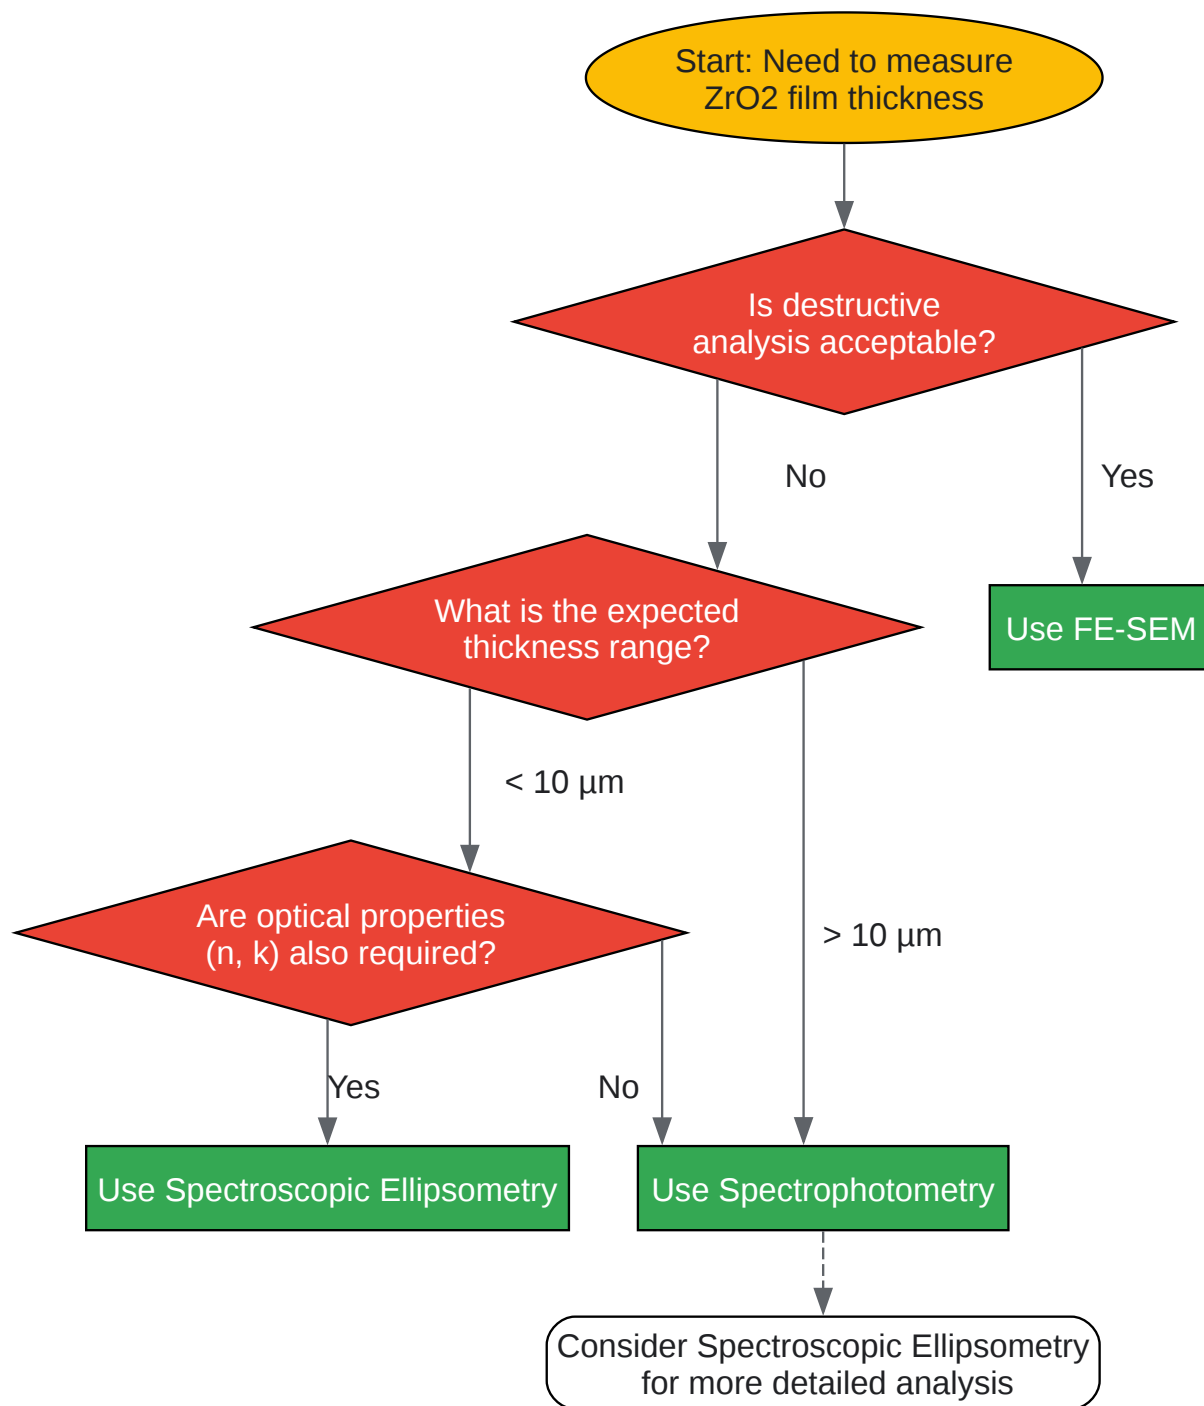 Start: Need to measure
ZrO2 film thickness
Is destructive
analysis acceptable?
No
Yes
What is the expected
thickness range?
Use FE-SEM
< 10 µm
Are optical properties
(n, k) also required?
> 10 µm
Yes
No
Use Spectroscopic Ellipsometry
Use Spectrophotometry
Consider Spectroscopic Ellipsometry
for more detailed analysis